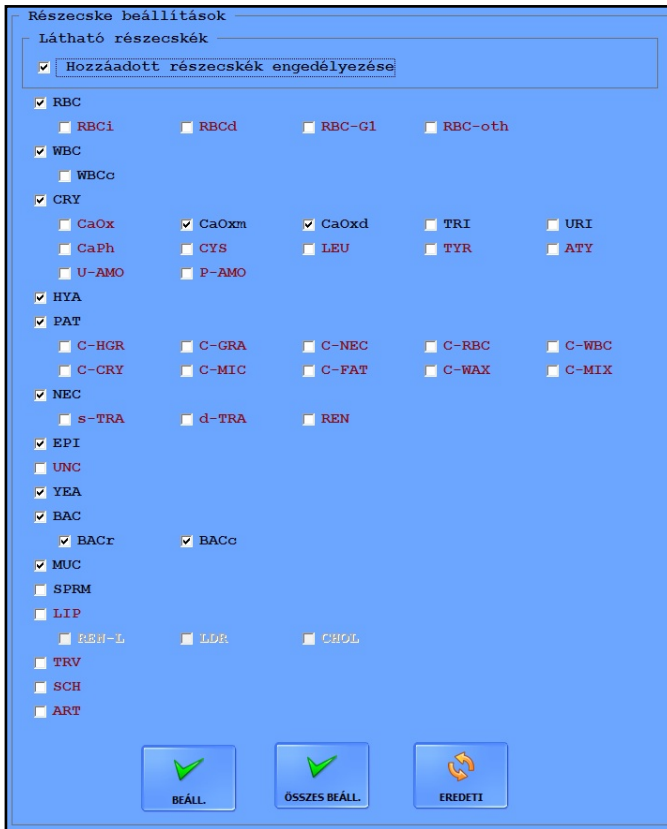 Részecske beállítások
Látható részecskék
Hozzáadott részecskék engedélyezése
RBC
RBCi RBCd RBC-G1 RBC-oth
WBC
WBCc
CRY
CaOx CaOxm CaOxd TRI URI
CaPh CYS LEU TYR ATY
U-AMO P-AMO
HYA
PAT
C-HGR C-GRA C-NEC C-RBC C-WBC
C-CRY C-MIC C-FAT C-WAX C-MIX
NEC
s-TRA d-TRA REN
EPI
UNC
YEA
BAC
BACr BACc
MUC
SPRM
LIP
REN-L LDR CHOL
TRV
SCH
ART
BEÁLL. ÖSSZES BEÁLL. EREDETI